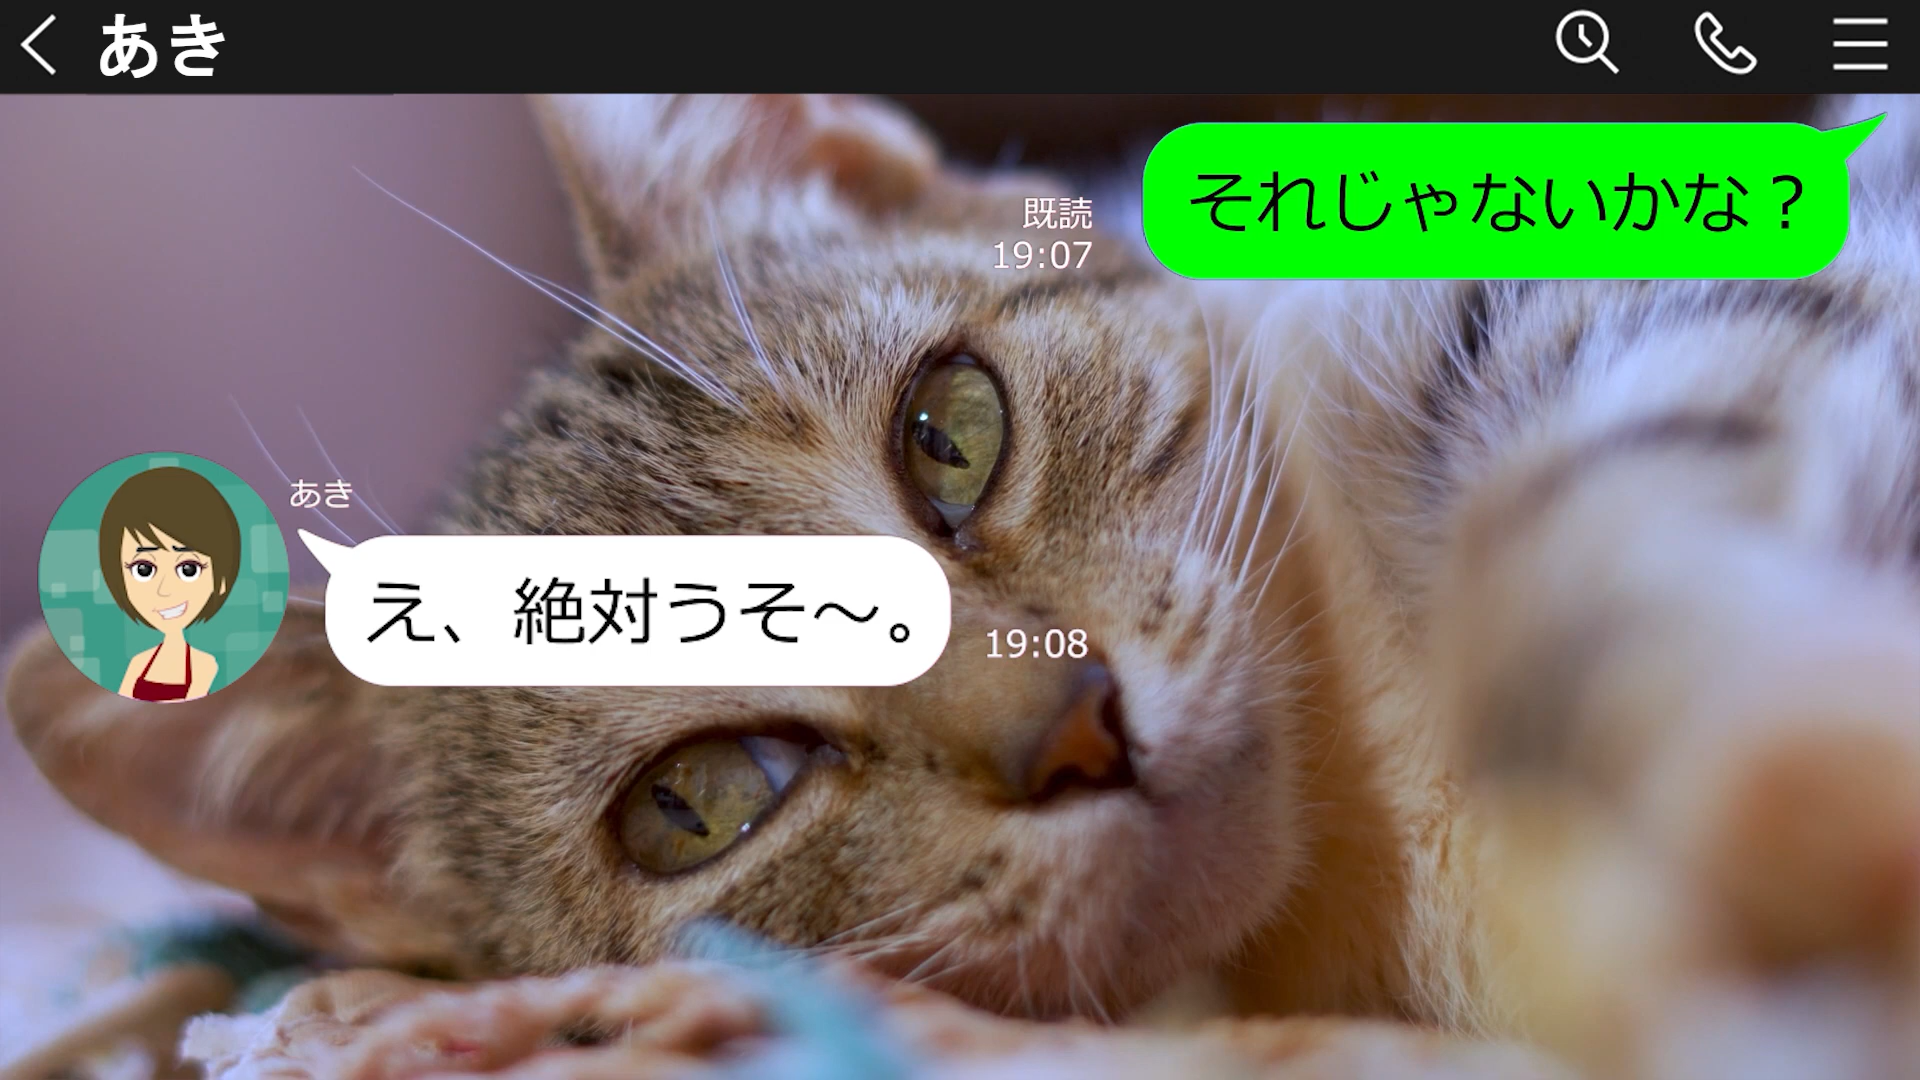 あき
それじゃないかな？
既読
19:07
あき
え、絶対うそ～。
19:08